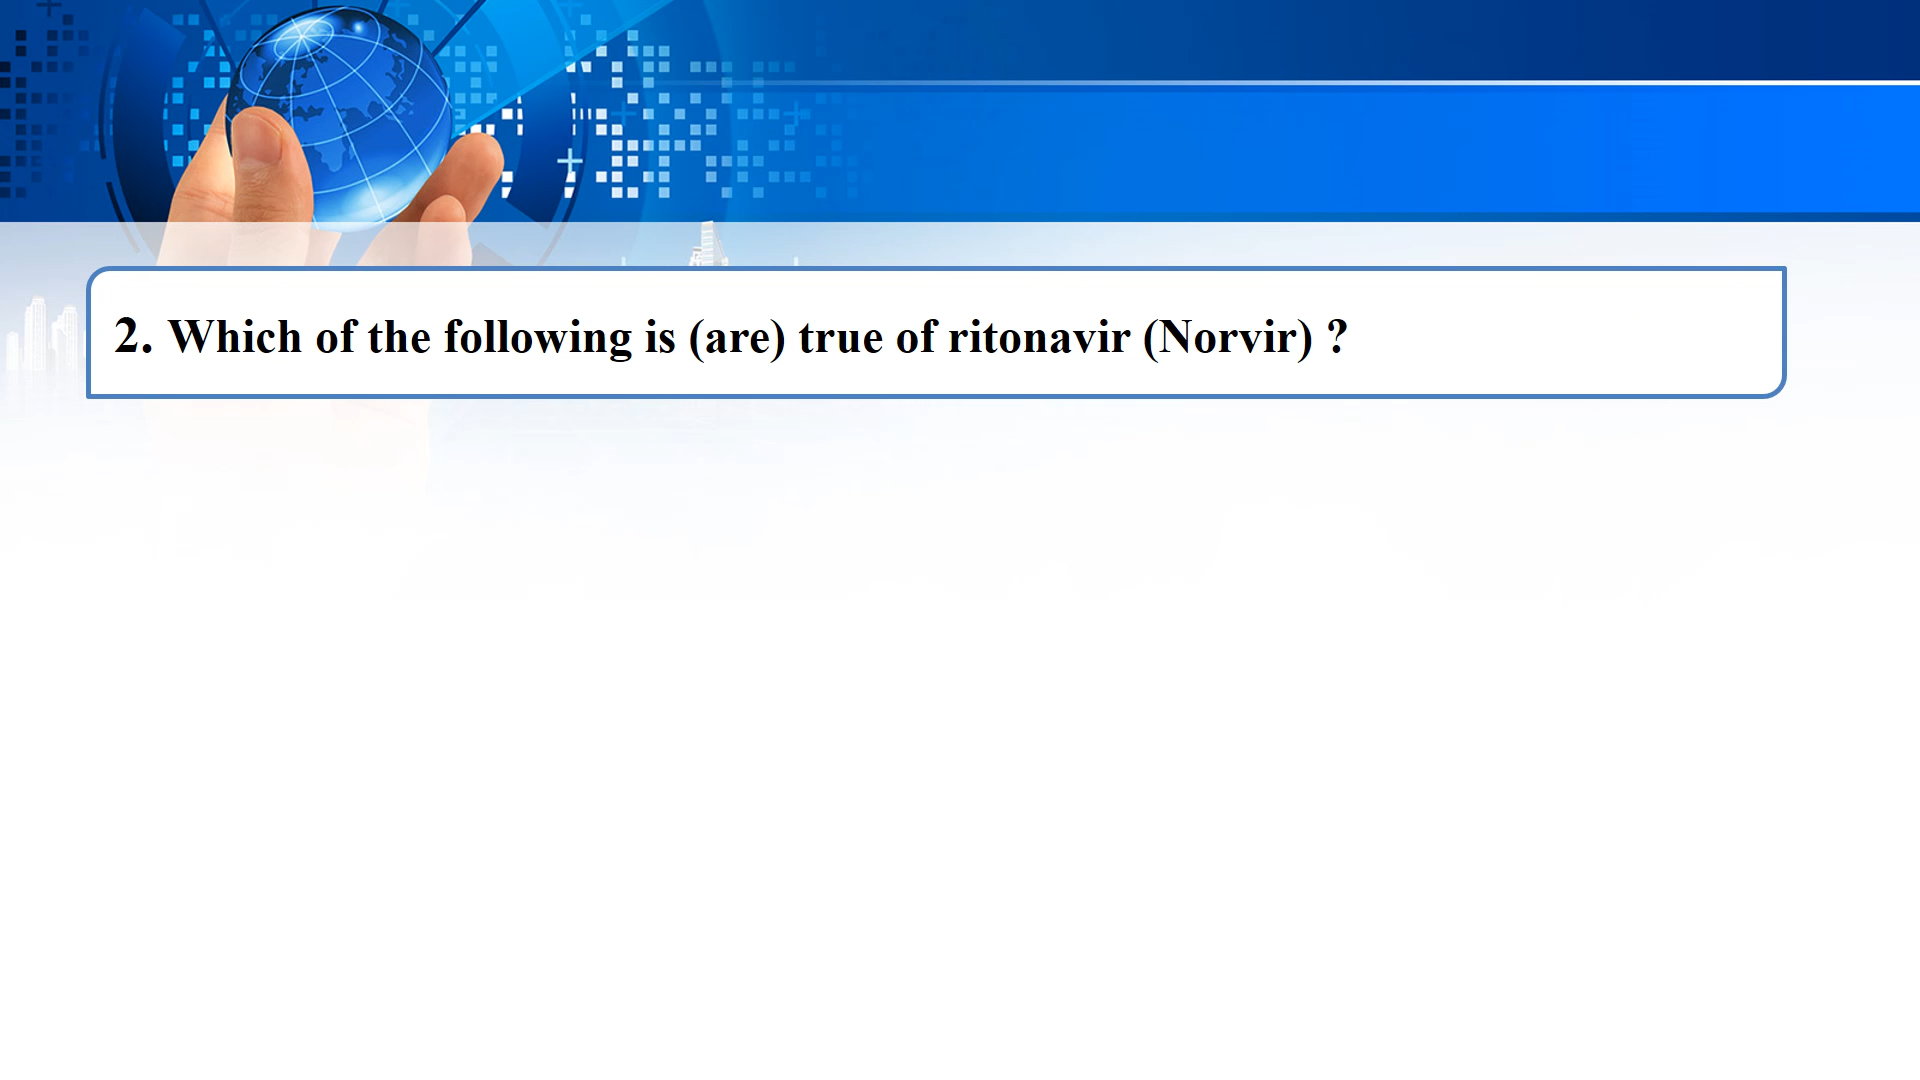 2. Which of the following is (are) true of ritonavir (Norvir) ?